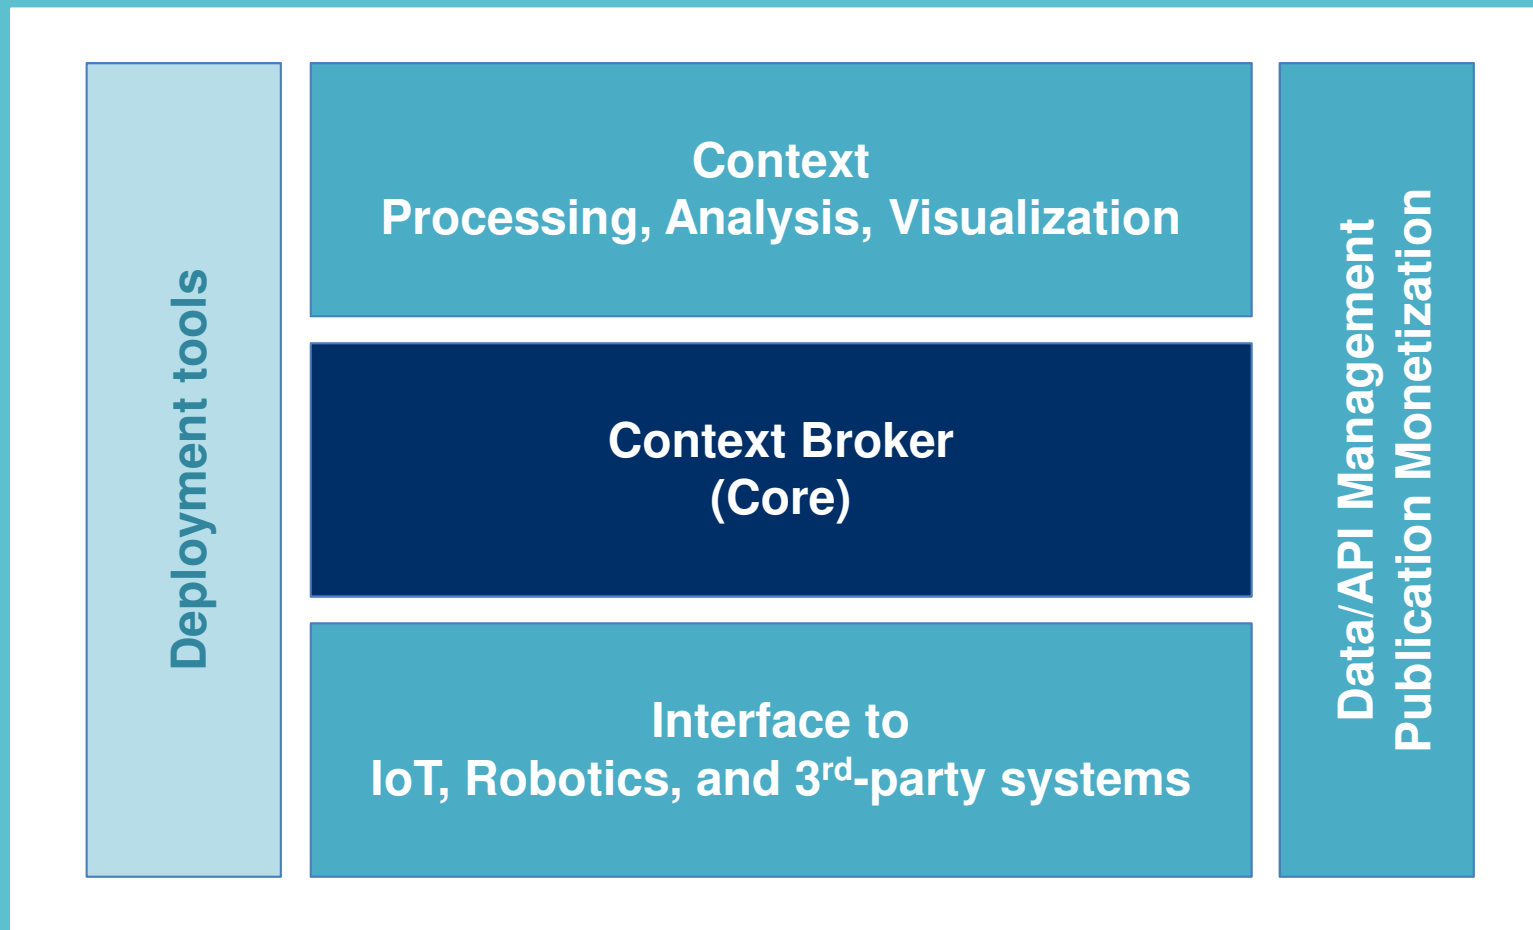 Deployment tools
Context
Processing, Analysis, Visualization
Context Broker
(Core)
Interface to
IoT, Robotics, and 3rd-party systems
Data/API Management
Publication Monetization